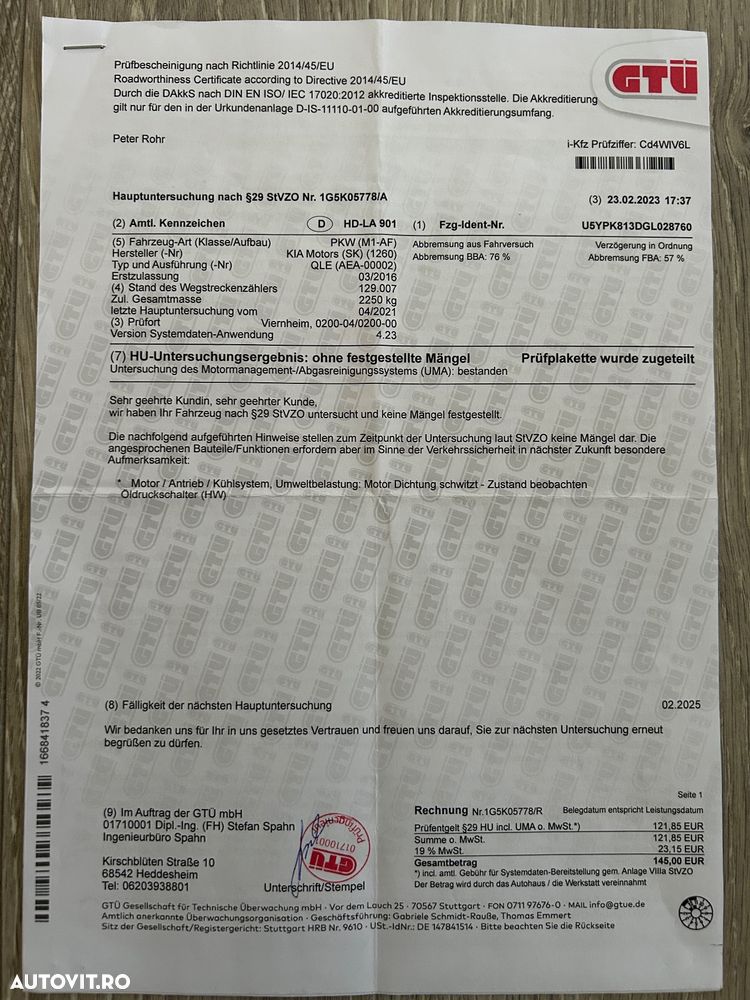 Prüfbescheinigung nach Richtlinie 2014/45/EU
Roadworthiness Certificate according to Directive 2014/45/EU
Durch die DAkkS nach DIN EN ISO/ IEC 17020:2012 akkreditierte Inspektionsstelle. Die Akkreditierung
gilt nur für den in der Urkundenanlage D-IS-11110-01-00 aufgeführten Akkreditierungsumfang.
GTÜ
Peter Rohr
i-Kfz Prüfziffer: Cd4WIV6L
Hauptuntersuchung nach §29 StVZO Nr. 1G5K05778/A (3) 23.02.2023 17:37
(2) Amtl. Kennzeichen D HD-LA 901 (1) Fzg-Ident-Nr. U5YPK813DGL028760
(5) Fahrzeug-Art (Klasse/Aufbau) PKW (M1-AF) Abbremsung aus Fahrversuch Verzögerung in Ordnung
Hersteller (-Nr) KIA Motors (SK) (1260) Abbremsung BBA: 76 % Abbremsung FBA: 57 %
Typ und Ausführung (-Nr) QLE (AEA-00002)
Erstzulassung 03/2016
(4) Stand des Wegstreckenzählers 129.007
Zul. Gesamtmasse 2250 kg
letzte Hauptuntersuchung vom 04/2021
(3) Prüfort Viernheim, 0200-04/0200-00
Version Systemdaten-Anwendung 4.23
(7) HU-Untersuchungsergebnis: ohne festgestellte Mängel Prüfplakette wurde zugeteilt
Untersuchung des Motormanagement-/Abgasreinigungssystems (UMA): bestanden
Sehr geehrte Kundin, sehr geehrter Kunde,
wir haben Ihr Fahrzeug nach §29 StVZO untersucht und keine Mängel festgestellt.
Die nachfolgend aufgeführten Hinweise stellen zum Zeitpunkt der Untersuchung laut StVZO keine Mängel dar. Die
angesprochenen Bauteile/Funktionen erfordern aber im Sinne der Verkehrssicherheit in nächster Zukunft besondere
Aufmerksamkeit:
* Motor / Antrieb / Kühlsystem, Umweltbelastung: Motor Dichtung schwitzt - Zustand beobachten
Öldruckschalter (HW)
© 2022 GTÜ mbH F.-Nr. UB 05/22
166841837 4
(8) Fälligkeit der nächsten Hauptuntersuchung 02.2025
Wir bedanken uns für Ihr in uns gesetztes Vertrauen und freuen uns darauf, Sie zur nächsten Untersuchung erneut
begrüßen zu dürfen.
Seite 1
(9) Im Auftrag der GTÜ mbH
01710001 Dipl.-Ing. (FH) Stefan Spahn
Ingenieurbüro Spahn
Kirschblüten Straße 10
68542 Heddesheim
Tel: 06203938801
Prüfingenieur
01710001
GTÜ
Unterschrift/Stempel
Rechnung Nr.1G5K05778/R Belegdatum entspricht Leistungsdatum
Prüfentgelt §29 HU incl. UMA o. MwSt.*) 121,85 EUR
Summe o. MwSt. 121,85 EUR
19 % MwSt. 23,15 EUR
Gesamtbetrag 145,00 EUR
*) incl. amtl. Gebühr für Systemdaten-Bereitstellung gem. Anlage VIIIa StVZO
Der Betrag wird durch das Autohaus / die Werkstatt vereinnahmt
GTÜ Gesellschaft für Technische Überwachung mbH · Vor dem Lauch 25 · 70567 Stuttgart · FON 0711 97676-0 · MAIL info@gtue.de
Amtlich anerkannte Überwachungsorganisation · Geschäftsführung: Gabriele Schmidt-Rauße, Thomas Emmert
Sitz der Gesellschaft/Registergericht: Stuttgart HRB Nr. 9610 · USt.-IdNr.: DE 147841514 · Bitte beachten Sie die Rückseite
AUTOVIT.RO